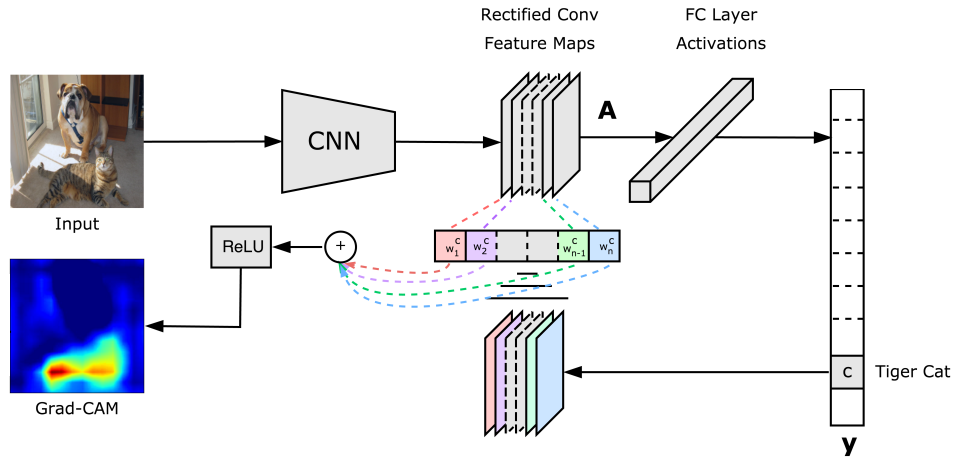 Rectified Conv
Feature Maps
FC Layer
Activations
A
CNN
Input
ReLU
+
w₁ᶜ
w₂ᶜ
wₙ₋₁ᶜ
wₙᶜ
Grad-CAM
c
Tiger Cat
y